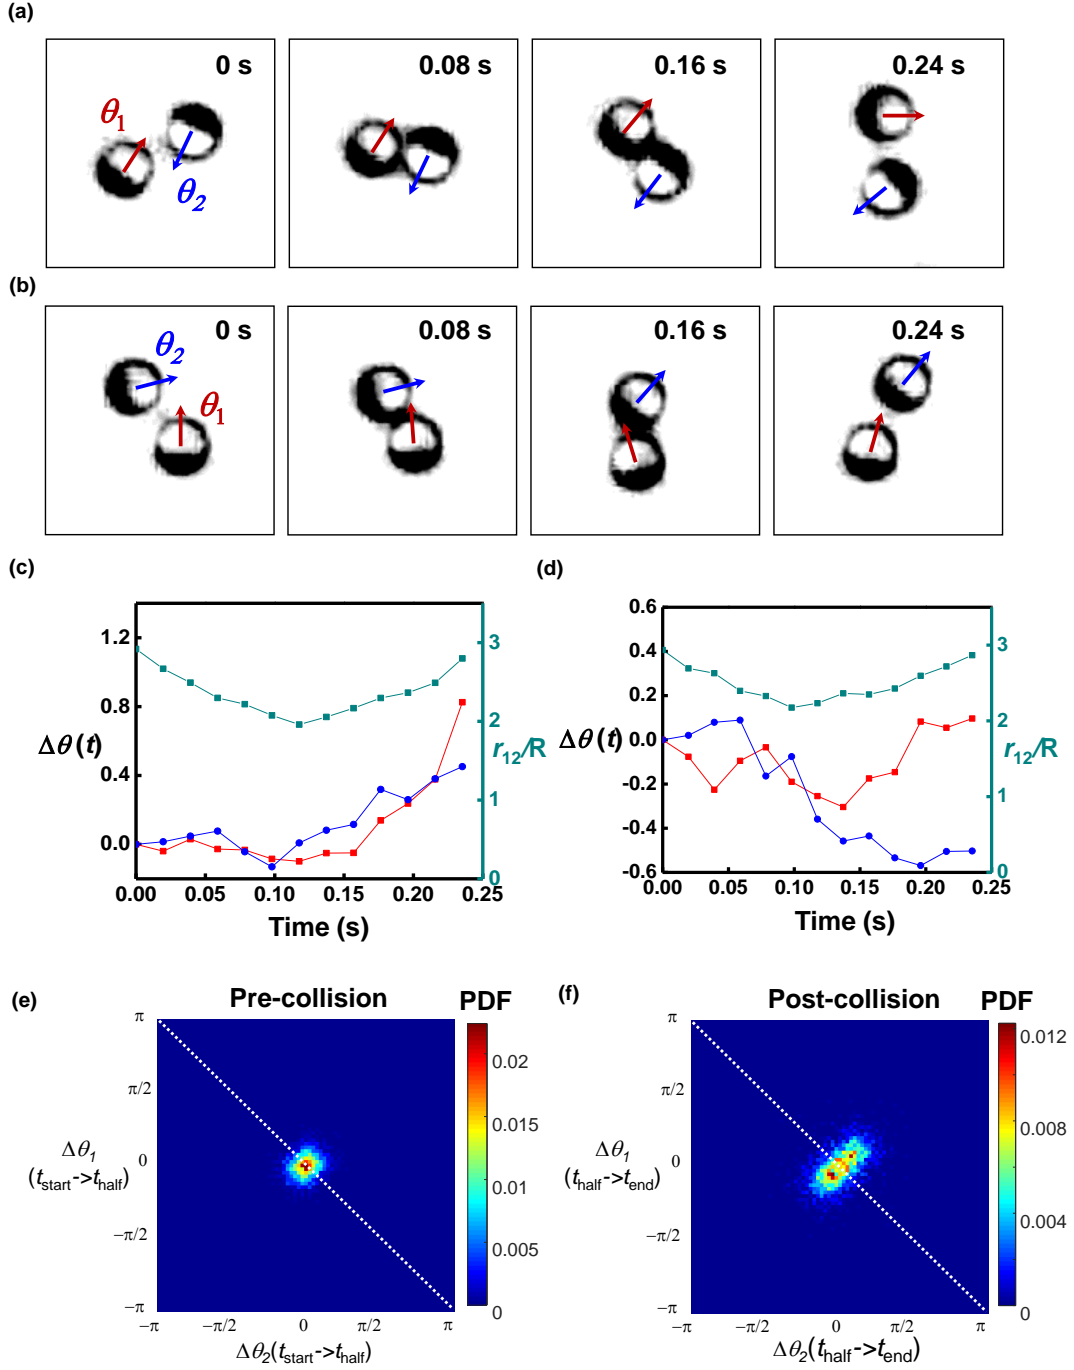 (a)
0 s
0.08 s
0.16 s
0.24 s
θ1
θ2
(b)
0 s
0.08 s
0.16 s
0.24 s
θ2
θ1
(c)
(d)
1.2
0.8
0.4
0.0
Δθ(t)
3
2
1
0
r12/R
0.00 0.05 0.10 0.15 0.20 0.25
Time (s)
0.6
0.4
0.2
0.0
-0.2
-0.4
-0.6
Δθ(t)
3
2
1
0
r12/R
0.00 0.05 0.10 0.15 0.20 0.25
Time (s)
(e)
Pre-collision
PDF
π
π/2
0
−π/2
−π
Δθ1
(tstart->thalf)
−π −π/2 0 π/2 π
Δθ2(tstart->thalf)
0.02
0.015
0.01
0.005
0
(f)
Post-collision
PDF
π
π/2
0
−π/2
−π
Δθ1
(thalf->tend)
−π −π/2 0 π/2 π
Δθ2(thalf->tend)
0.012
0.008
0.004
0